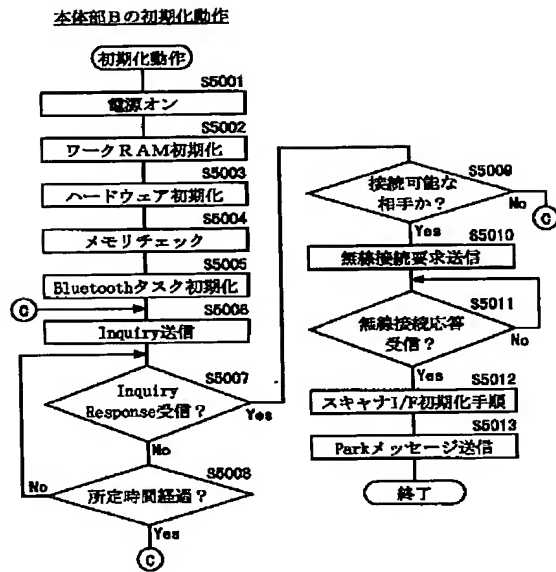 本体部Bの初期化動作
初期化動作
S5001
電源オン
S5002
ワークRAM初期化
S5003
ハードウェア初期化
S5004
メモリチェック
S5005
Bluetoothタスク初期化
C
S5006
Inquiry送信
S5007
Inquiry
Response受信？
Yes
No
S5008
No
所定時間経過？
Yes
C
S5009
接続可能な
相手か？
No
C
Yes
S5010
無線接続要求送信
S5011
無線接続応答
受信？
No
Yes
S5012
スキャナI/F初期化手順
S5013
Parkメッセージ送信
終了